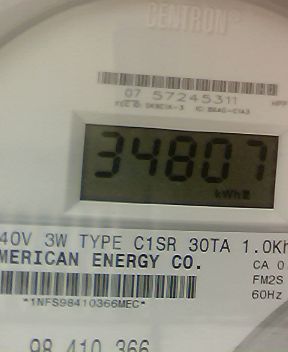 CENTRON®
07 57245311
34807
kWh
40V 3W TYPE C1SR 30TA 1.0Kh
MERICAN ENERGY CO.
CA 0
FM2S
60Hz
*1NFS98410366MEC*
98 410 366